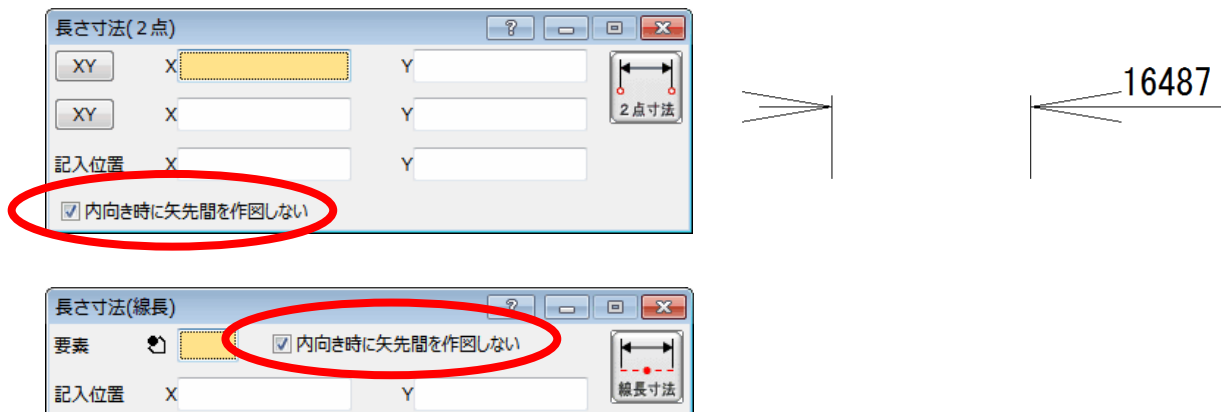 長さ寸法(2点)
XY X Y
2点寸法
XY X Y
記入位置 X Y
内向き時に矢先間を作図しない
16487
長さ寸法(線長)
要素 内向き時に矢先間を作図しない
線長寸法
記入位置 X Y